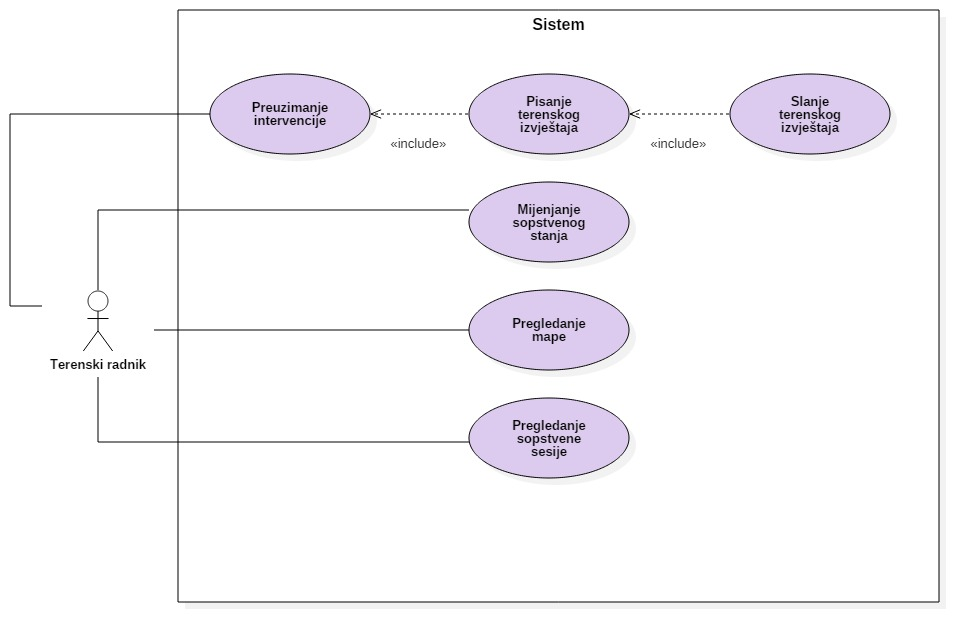 Sistem
Preuzimanje
intervencije
Pisanje
terenskog
izvještaja
Slanje
terenskog
izvještaja
«include»
«include»
Mijenjanje
sopstvenog
stanja
Pregledanje
mape
Terenski radnik
Pregledanje
sopstvene
sesije